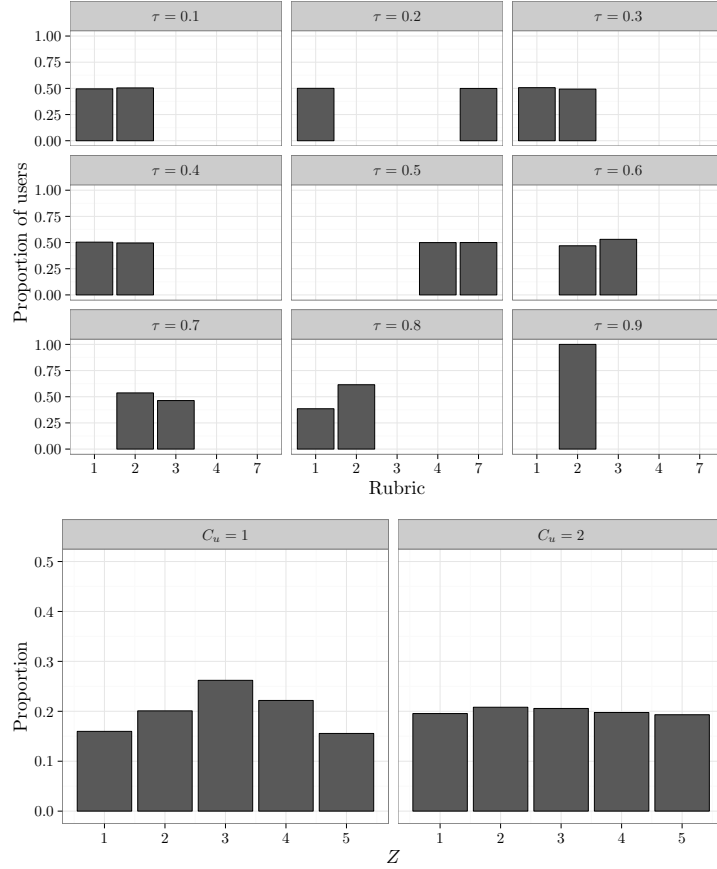 τ = 0.1 τ = 0.2 τ = 0.3
1.00
0.75
0.50
0.25
0.00
τ = 0.4 τ = 0.5 τ = 0.6
1.00
0.75
0.50
0.25
0.00
τ = 0.7 τ = 0.8 τ = 0.9
1.00
0.75
0.50
0.25
0.00
1 2 3 4 7 1 2 3 4 7 1 2 3 4 7
Rubric
Proportion of users
C_u = 1 C_u = 2
0.5
0.4
0.3
0.2
0.1
0.0
1 2 3 4 5 1 2 3 4 5
Z
Proportion